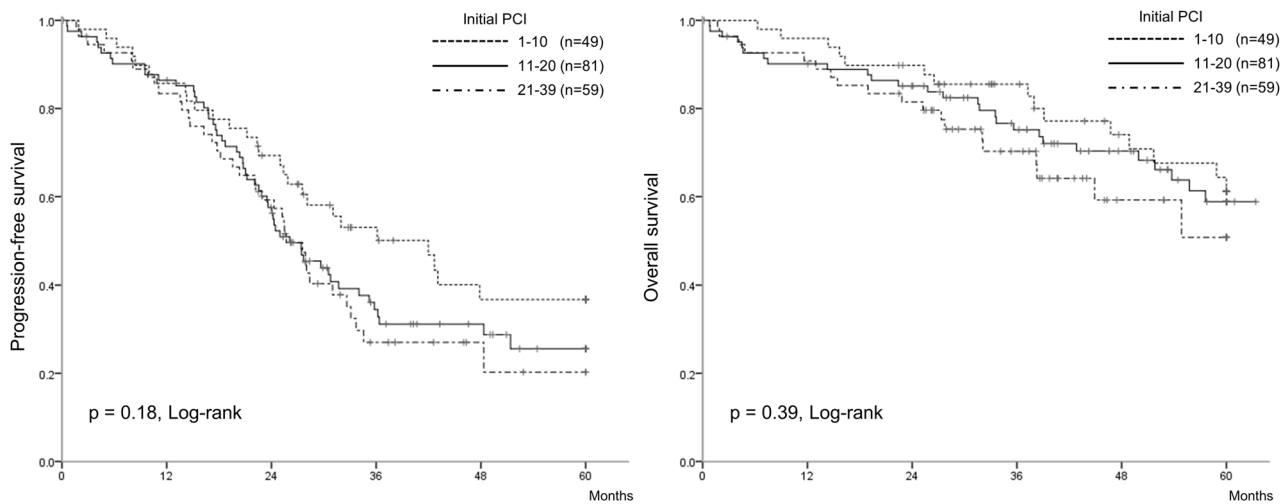 Initial PCI
1-10 (n=49)
11-20 (n=81)
21-39 (n=59)
Progression-free survival
1.0
0.8
0.6
0.4
0.2
0.0
p = 0.18, Log-rank
0 12 24 36 48 60
Months
Initial PCI
1-10 (n=49)
11-20 (n=81)
21-39 (n=59)
Overall survival
1.0
0.8
0.6
0.4
0.2
0.0
p = 0.39, Log-rank
0 12 24 36 48 60
Months